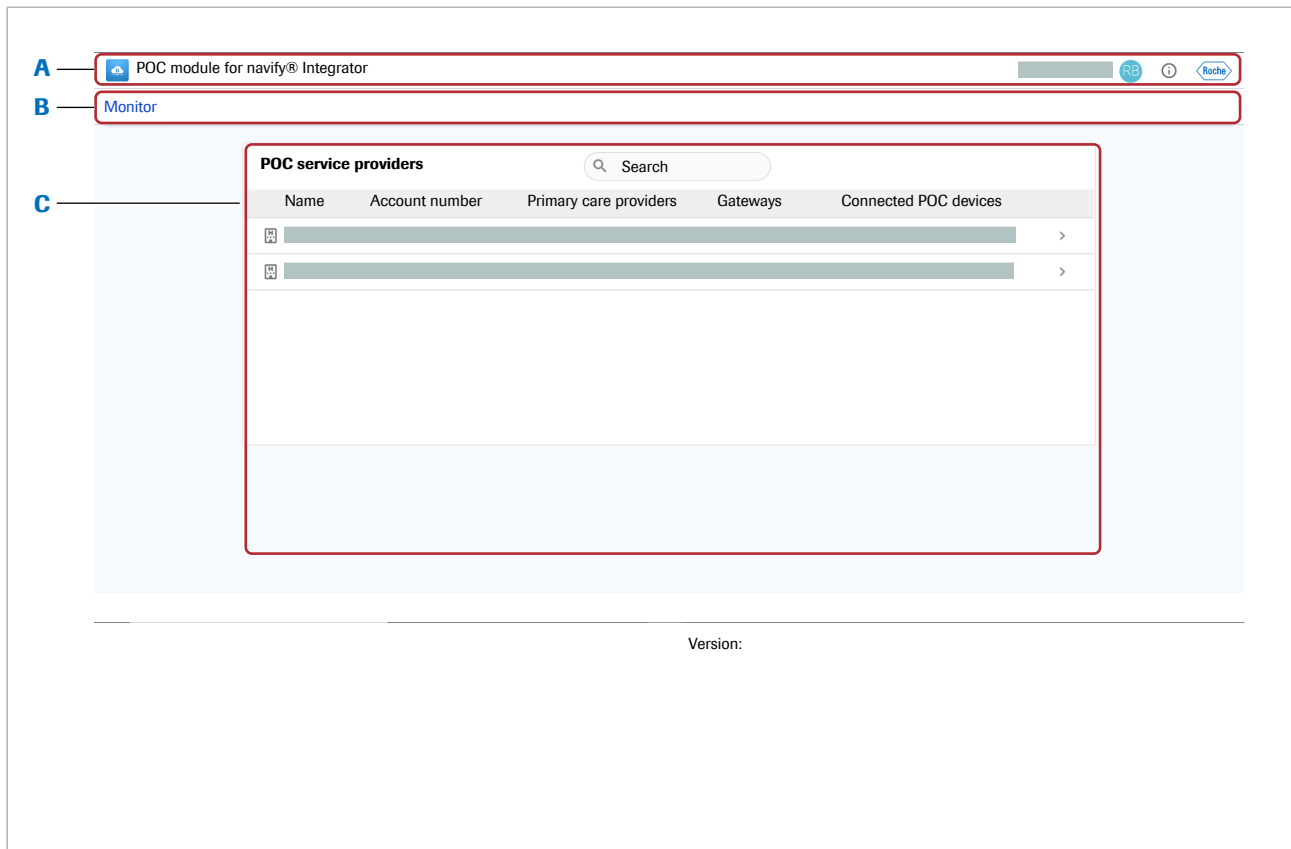 A
POC module for navify® Integrator
RB
Roche
B
Monitor
C
POC service providers
Search
Name Account number Primary care providers Gateways Connected POC devices
Version: